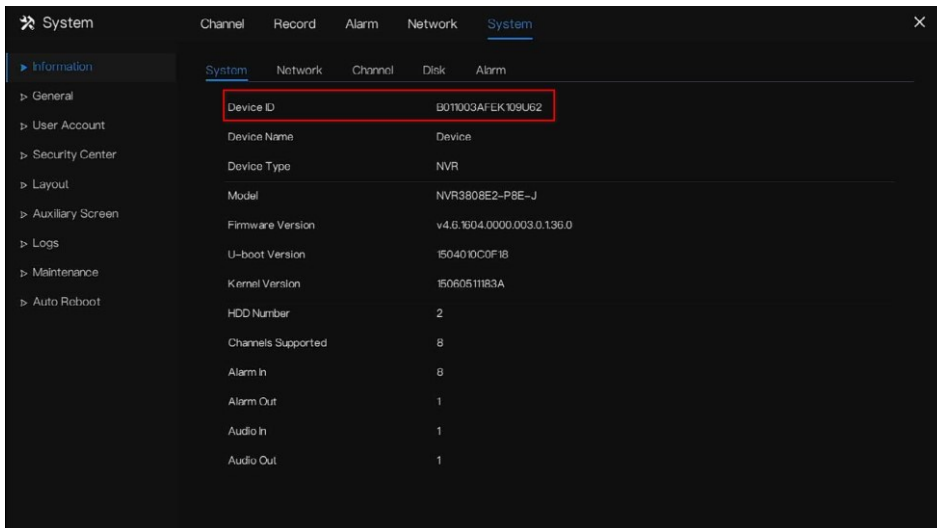 System Channel Record Alarm Network System
Information
General
User Account
Security Center
Layout
Auxiliary Screen
Logs
Maintenance
Auto Reboot
System Network Channel Disk Alarm
Device ID B011003AFEK109U62
Device Name Device
Device Type NVR
Model NVR3808E2-P8E-J
Firmware Version v4.6.1604.0000.003.0.1.36.0
U-boot Version 1504010C0F18
Kernel Version 15060511183A
HDD Number 2
Channels Supported 8
Alarm In 8
Alarm Out 1
Audio In 1
Audio Out 1